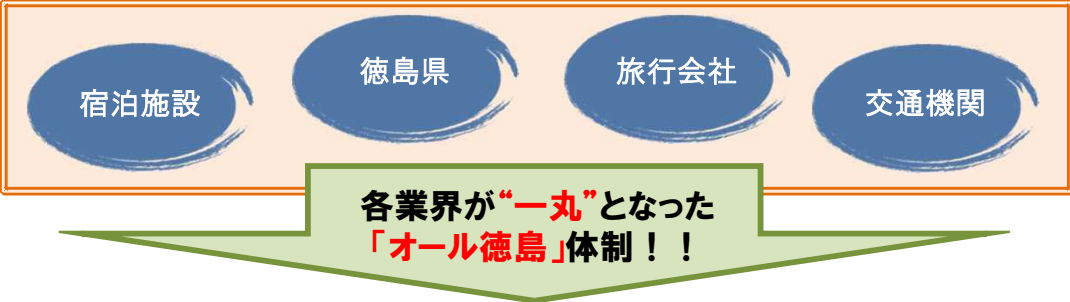 宿泊施設
徳島県
旅行会社
交通機関
各業界が“一丸”となった
「オール徳島」体制！！